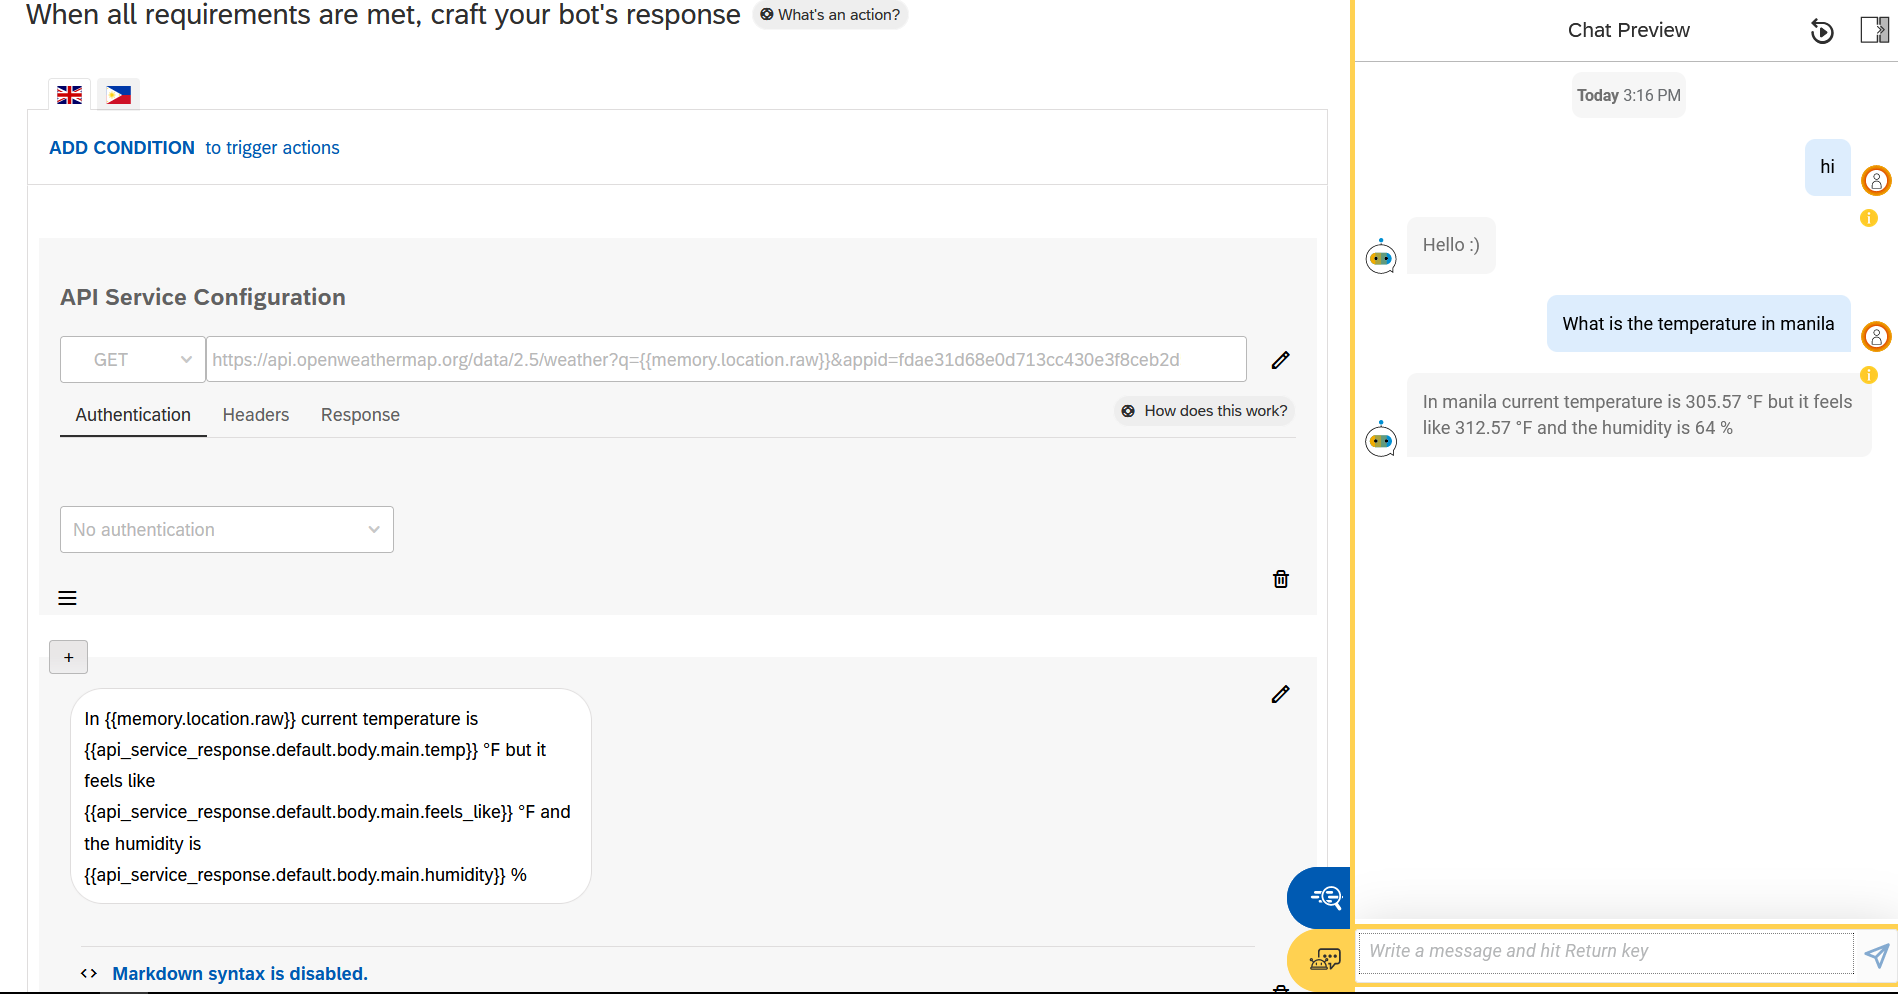 When all requirements are met, craft your bot's response
What's an action?
ADD CONDITION to trigger actions
API Service Configuration
GET
https://api.openweathermap.org/data/2.5/weather?q={{memory.location.raw}}&appid=fdae31d68e0d713cc430e3f8ceb2d
Authentication Headers Response
How does this work?
No authentication
+
In {{memory.location.raw}} current temperature is
{{api_service_response.default.body.main.temp}} °F but it
feels like
{{api_service_response.default.body.main.feels_like}} °F and
the humidity is
{{api_service_response.default.body.main.humidity}} %
<> Markdown syntax is disabled.
Chat Preview
Today 3:16 PM
hi
Hello :)
What is the temperature in manila
In manila current temperature is 305.57 °F but it feels
like 312.57 °F and the humidity is 64 %
Write a message and hit Return key